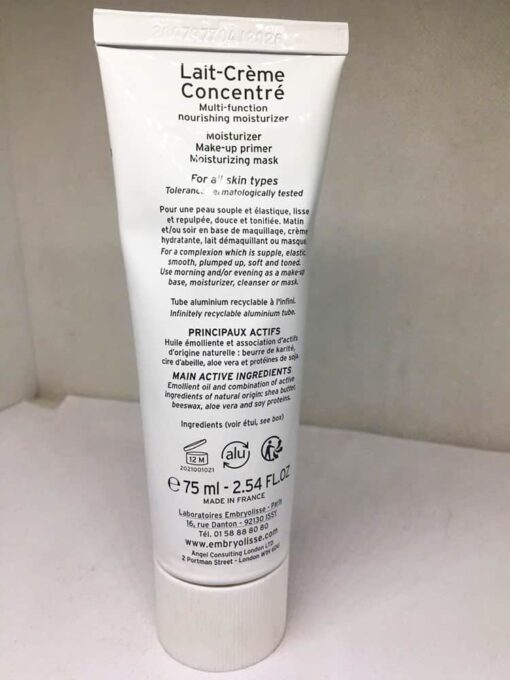 Lait-Crème
Concentré
Multi-function
nourishing moisturizer
Moisturizer
Make-up primer
Moisturizing mask
For all skin types
dermatologically tested
Pour une peau souple et élastique, lisse
et repulpée, douce et tonifiée. Matin
et/ou soir en base de maquillage, crème
hydratante, lait démaquillant ou masque.
For a complexion which is supple, elastic,
smooth, plumped up, soft and toned.
Use morning and/or evening as a make-up
base, moisturizer, cleanser or mask.
Tube aluminium recyclable à l'infini.
Infinitely recyclable aluminium tube.
PRINCIPAUX ACTIFS
Huile émolliente et association d'actifs
d'origine naturelle : beurre de karité,
cire d'abeille, aloe vera et protéines de soja.
MAIN ACTIVE INGREDIENTS
Emollient oil and combination of active
ingredients of natural origin: shea butter,
beeswax, aloe vera and soy proteins.
Ingredients (voir étui, see box)
12 M
alu
2021001021
e 75 ml - 2.54 FL.OZ
MADE IN FRANCE
Laboratoires Embryolisse - Paris
16, rue Danton - 92130 ISSY
Tél. 01 58 88 80 80
www.embryolisse.com
Angel Consulting London LTD
2 Portman Street - London